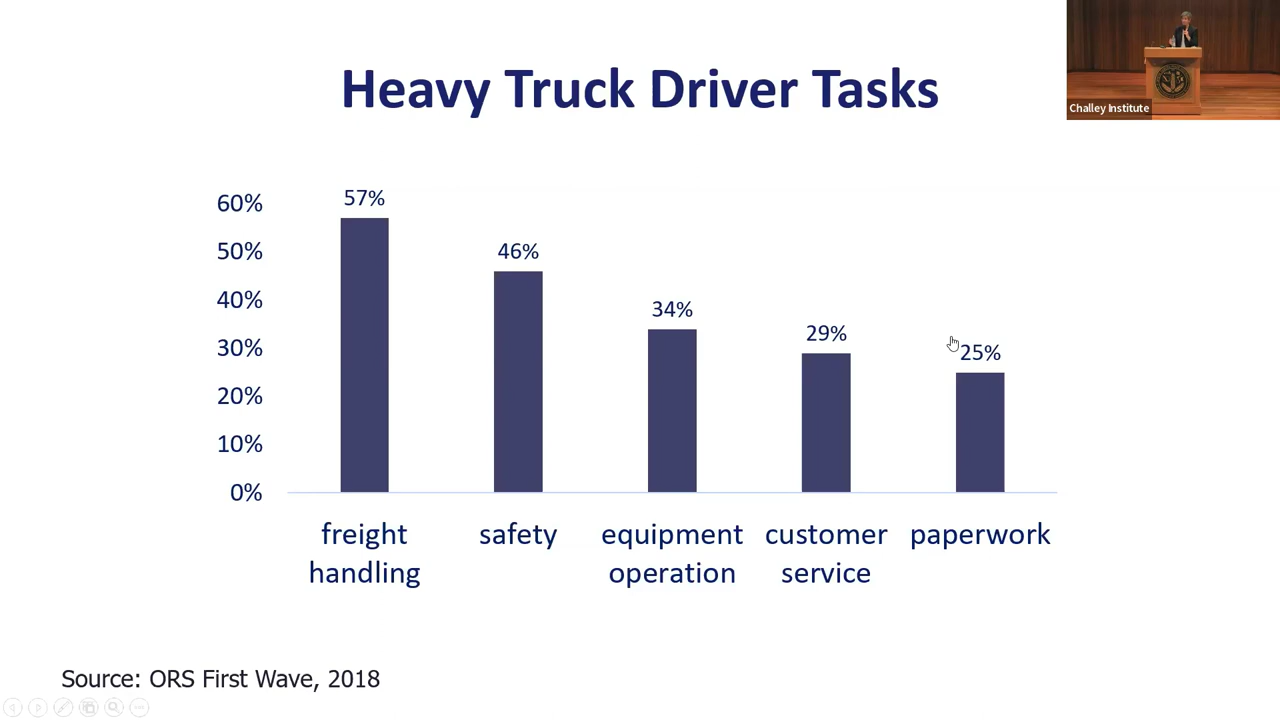 Heavy Truck Driver Tasks
Challey Institute
60%
50%
40%
30%
20%
10%
0%
57%
46%
34%
29%
25%
freight
handling
safety
equipment
operation
customer
service
paperwork
Source: ORS First Wave, 2018